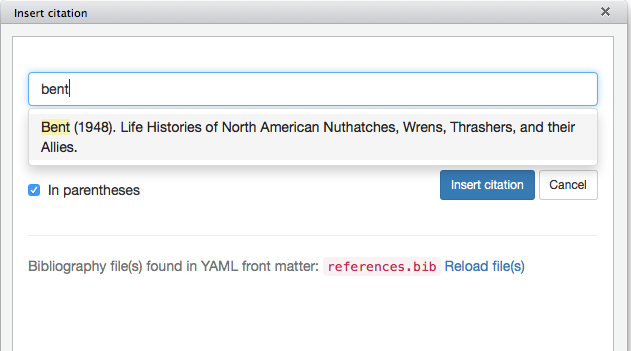 Insert citation
bent
Bent (1948). Life Histories of North American Nuthatches, Wrens, Thrashers, and their
Allies.
In parentheses
Insert citation
Cancel
Bibliography file(s) found in YAML front matter: references.bib Reload file(s)